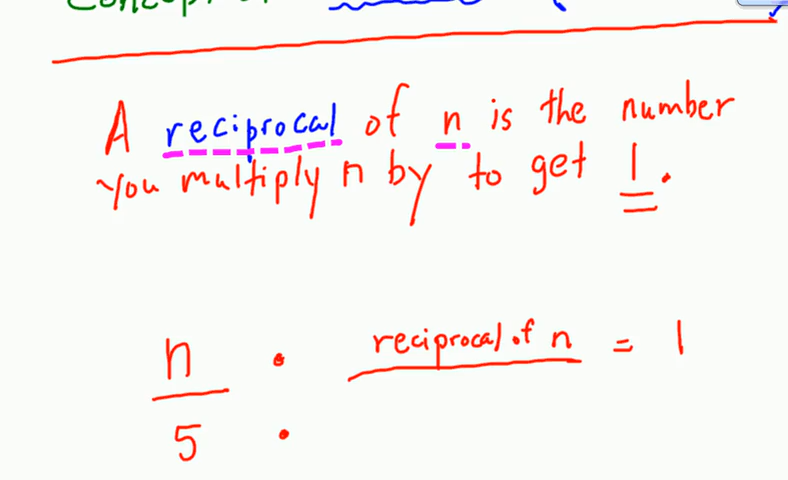 A reciprocal of n is the number
you multiply n by to get 1.
n · reciprocal of n = 1
5 ·